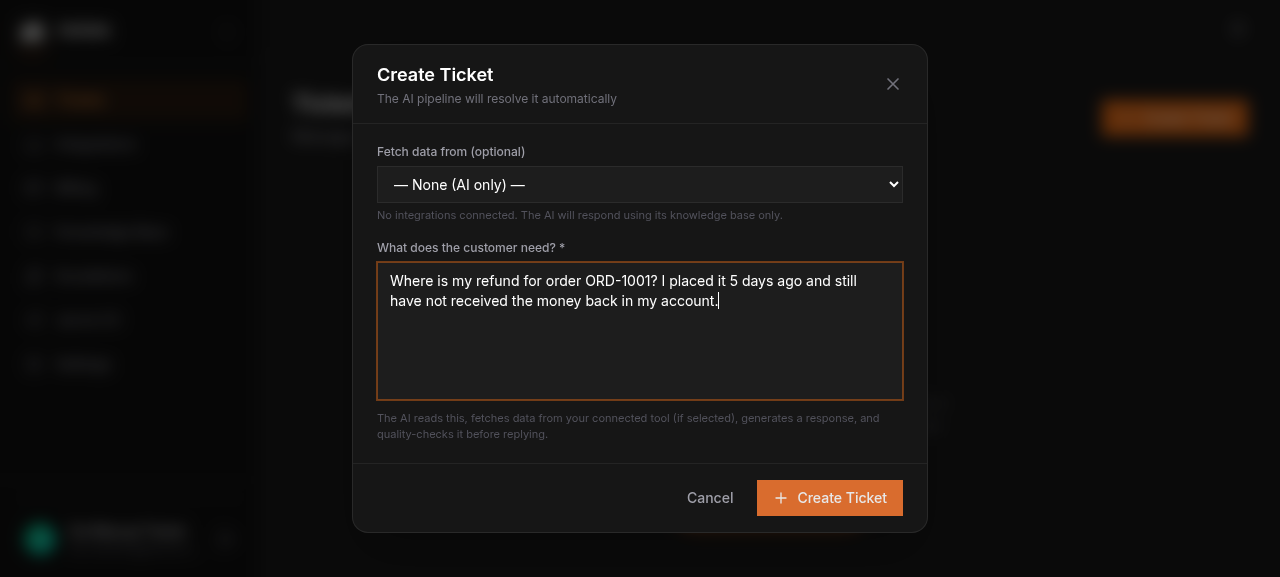 Create Ticket
The AI pipeline will resolve it automatically
Fetch data from (optional)
— None (AI only) —
No integrations connected. The AI will respond using its knowledge base only.
What does the customer need? *
Where is my refund for order ORD-1001? I placed it 5 days ago and still
have not received the money back in my account.
The AI reads this, fetches data from your connected tool (if selected), generates a response, and
quality-checks it before replying.
Cancel
Create Ticket